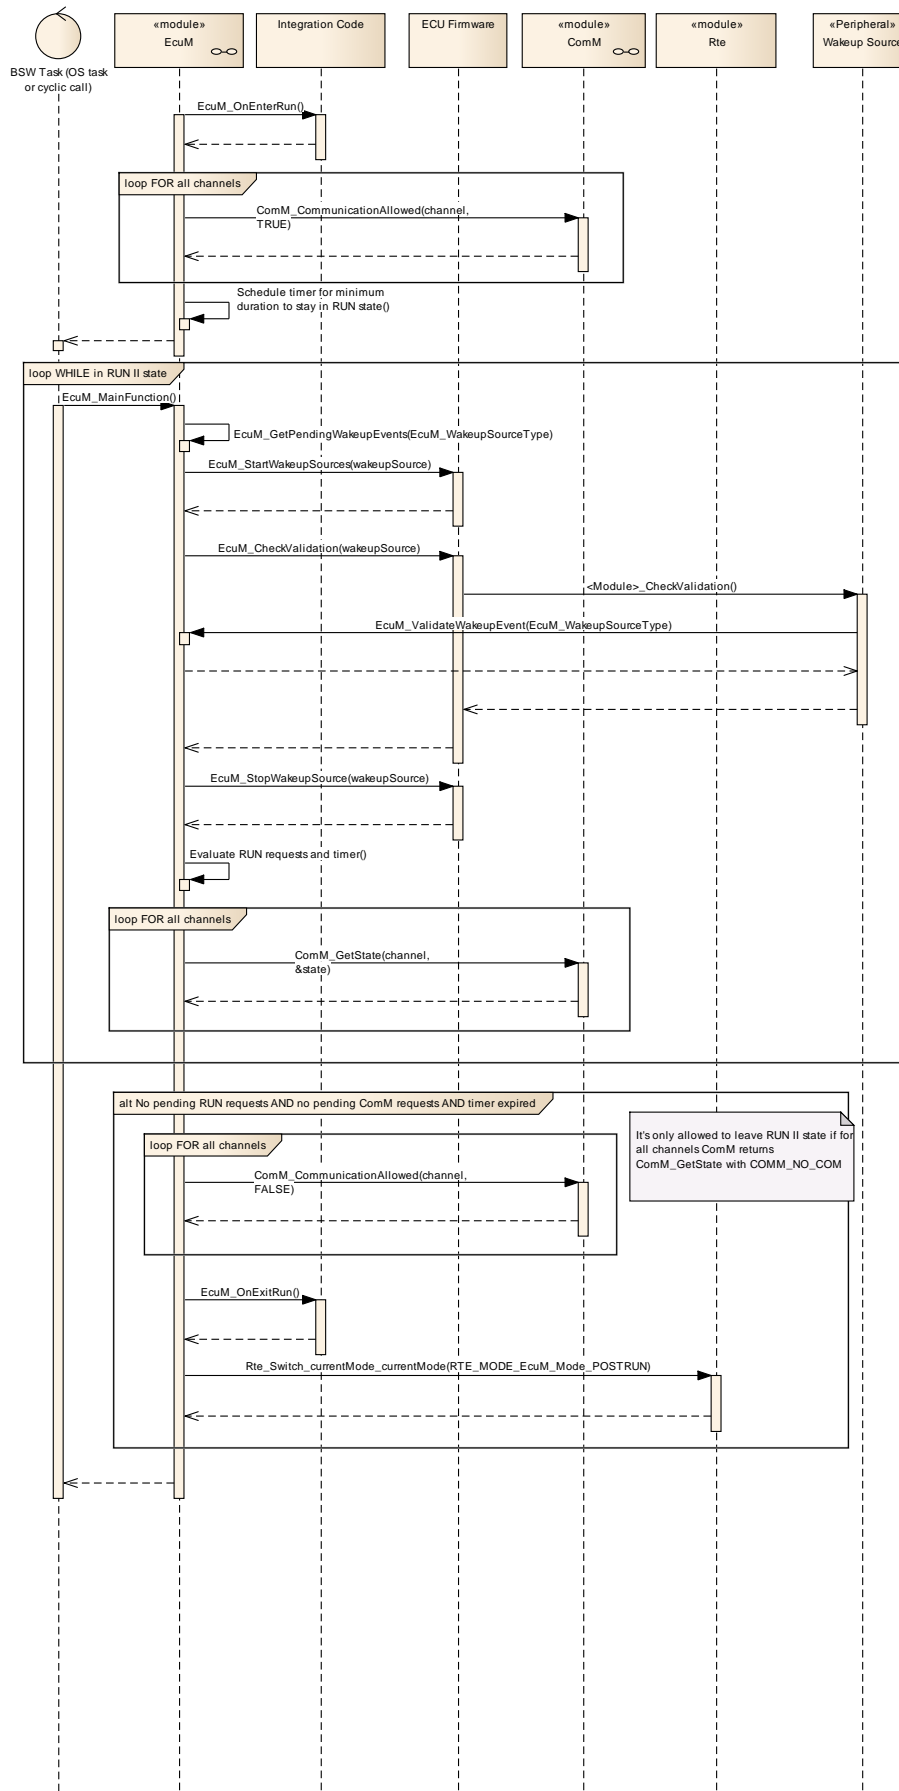 «module»
EcuM
Integration Code
ECU Firmware
«module»
ComM
«module»
Rte
«Peripheral»
Wakeup Source
BSW Task (OS task
or cyclic call)
EcuM_OnEnterRun()
loop FOR all channels
ComM_CommunicationAllowed(channel,
TRUE)
Schedule timer for minimum
duration to stay in RUN state()
loop WHILE in RUN II state
EcuM_MainFunction()
EcuM_GetPendingWakeupEvents(EcuM_WakeupSourceType)
EcuM_StartWakeupSources(wakeupSource)
EcuM_CheckValidation(wakeupSource)
<Module>_CheckValidation()
EcuM_ValidateWakeupEvent(EcuM_WakeupSourceType)
EcuM_StopWakeupSource(wakeupSource)
Evaluate RUN requests and timer()
loop FOR all channels
ComM_GetState(channel,
&state)
alt No pending RUN requests AND no pending ComM requests AND timer expired
It's only allowed to leave RUN II state if for
all channels ComM returns
ComM_GetState with COMM_NO_COM
loop FOR all channels
ComM_CommunicationAllowed(channel,
FALSE)
EcuM_OnExitRun()
Rte_Switch_currentMode_currentMode(RTE_MODE_EcuM_Mode_POSTRUN)